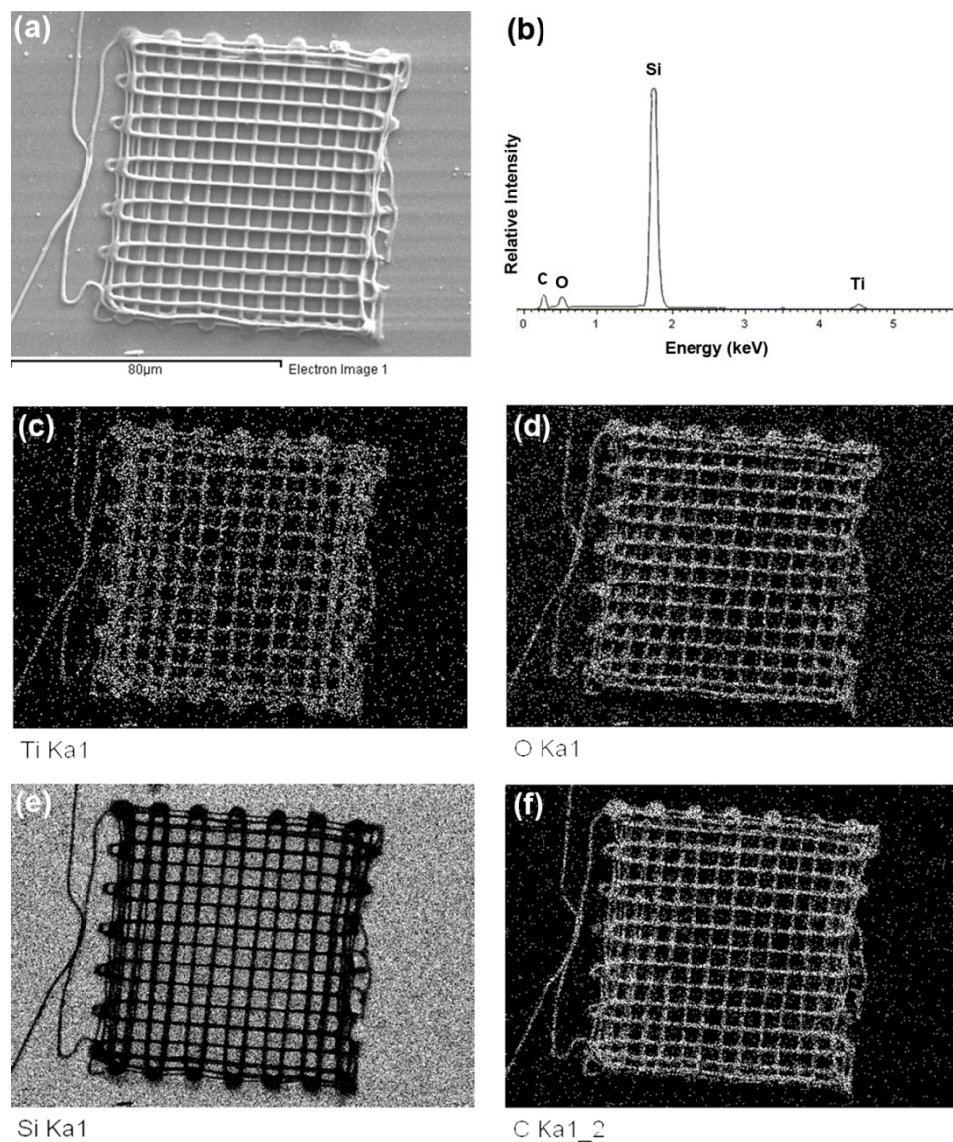 (a)
80µm Electron Image 1
(b)
Si
C O Ti
Relative Intensity
0 1 2 3 4 5
Energy (keV)
(c)
Ti Ka1
(d)
O Ka1
(e)
Si Ka1
(f)
C Ka1_2